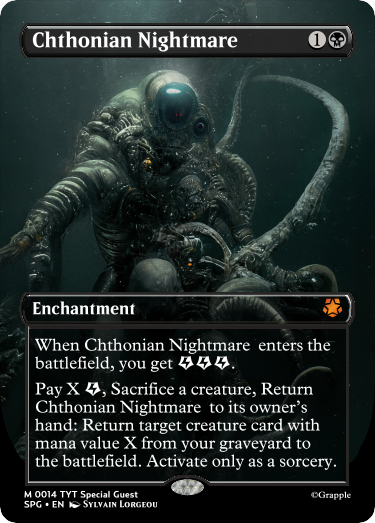 Chthonian Nightmare 1
Enchantment
When Chthonian Nightmare enters the
battlefield, you get
Pay X , Sacrifice a creature, Return
Chthonian Nightmare to its owner's
hand: Return target creature card with
mana value X from your graveyard to
the battlefield. Activate only as a sorcery.
M 0014 TYT Special Guest
SPG • EN Sylvain Lorgeou
©Grapple